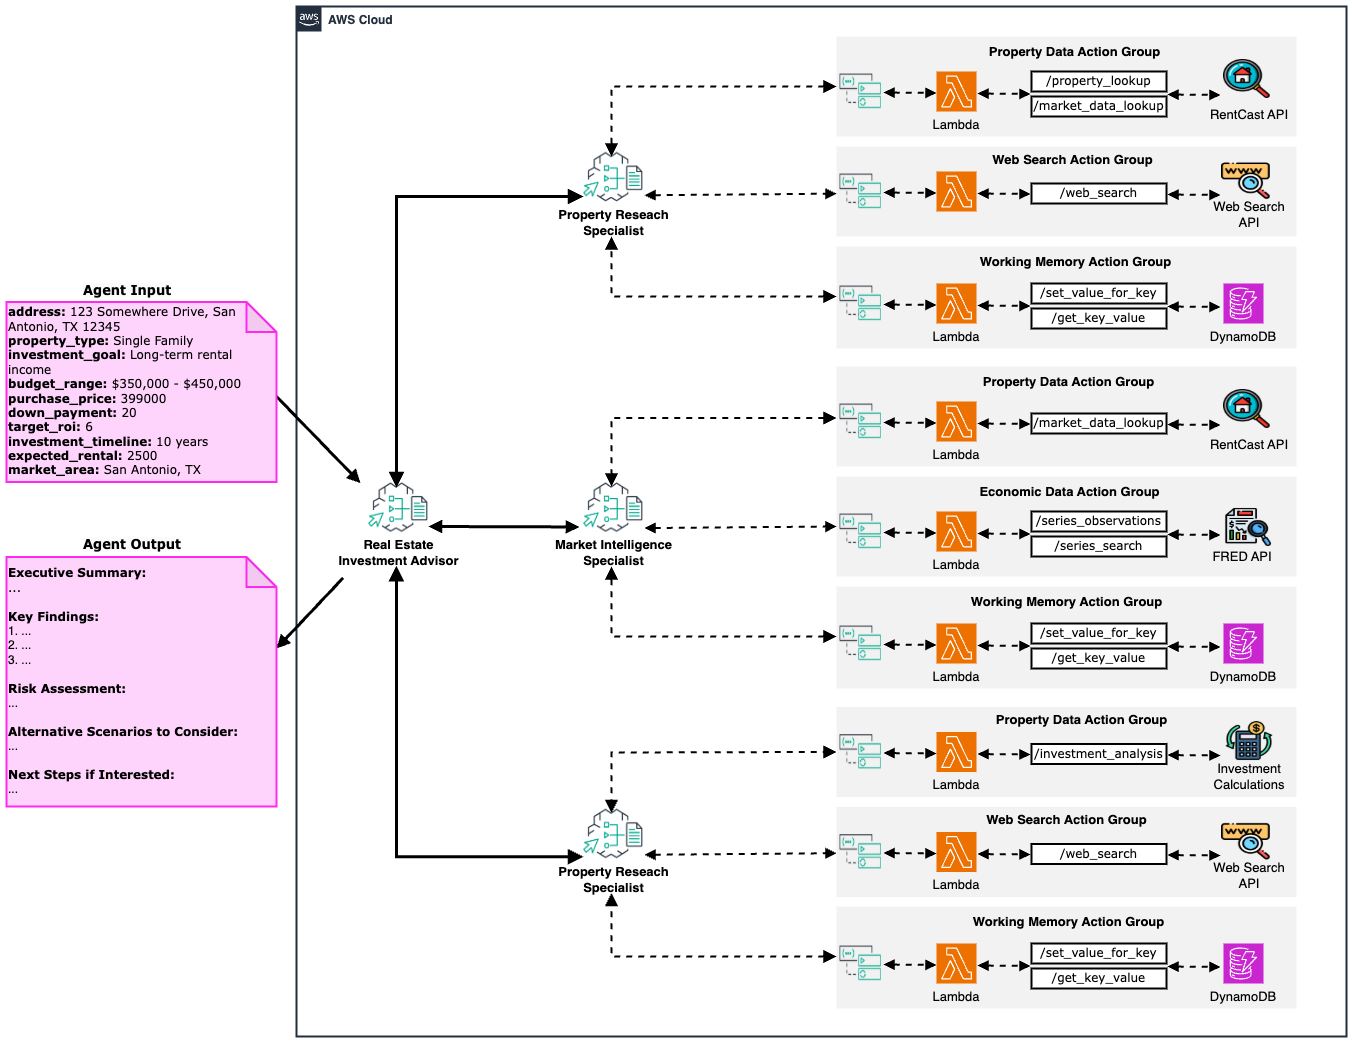 aws
AWS Cloud
Agent Input
address: 123 Somewhere Drive, San
Antonio, TX 12345
property_type: Single Family
investment_goal: Long-term rental
income
budget_range: $350,000 - $450,000
purchase_price: 399000
down_payment: 20
target_roi: 6
investment_timeline: 10 years
expected_rental: 2500
market_area: San Antonio, TX
Agent Output
Executive Summary:
...
Key Findings:
1. ...
2. ...
3. ...
Risk Assessment:
...
Alternative Scenarios to Consider:
...
Next Steps if Interested:
...
Real Estate
Investment Advisor
Property Reseach
Specialist
Property Data Action Group
Lambda
/property_lookup
/market_data_lookup
RentCast API
Web Search Action Group
Lambda
/web_search
www
Web Search
API
Working Memory Action Group
Lambda
/set_value_for_key
/get_key_value
DynamoDB
Market Intelligence
Specialist
Property Data Action Group
Lambda
/market_data_lookup
RentCast API
Economic Data Action Group
Lambda
/series_observations
/series_search
FRED API
Working Memory Action Group
Lambda
/set_value_for_key
/get_key_value
DynamoDB
Property Reseach
Specialist
Property Data Action Group
Lambda
/investment_analysis
Investment
Calculations
Web Search Action Group
Lambda
/web_search
www
Web Search
API
Working Memory Action Group
Lambda
/set_value_for_key
/get_key_value
DynamoDB